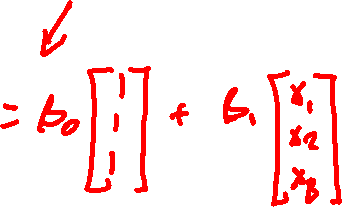 = b₀ [1 1 1] + b₁ [x₁ x₂ x₃]